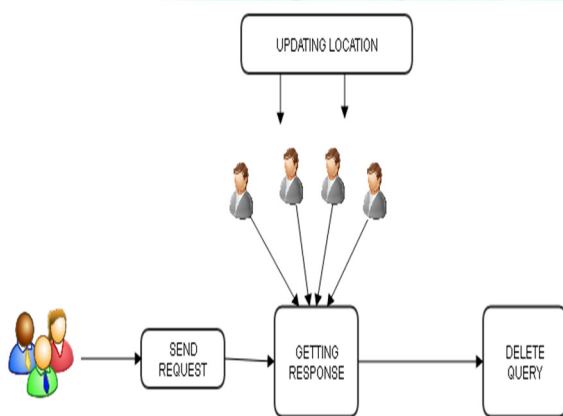 UPDATING LOCATION
SEND
REQUEST
GETTING
RESPONSE
DELETE
QUERY